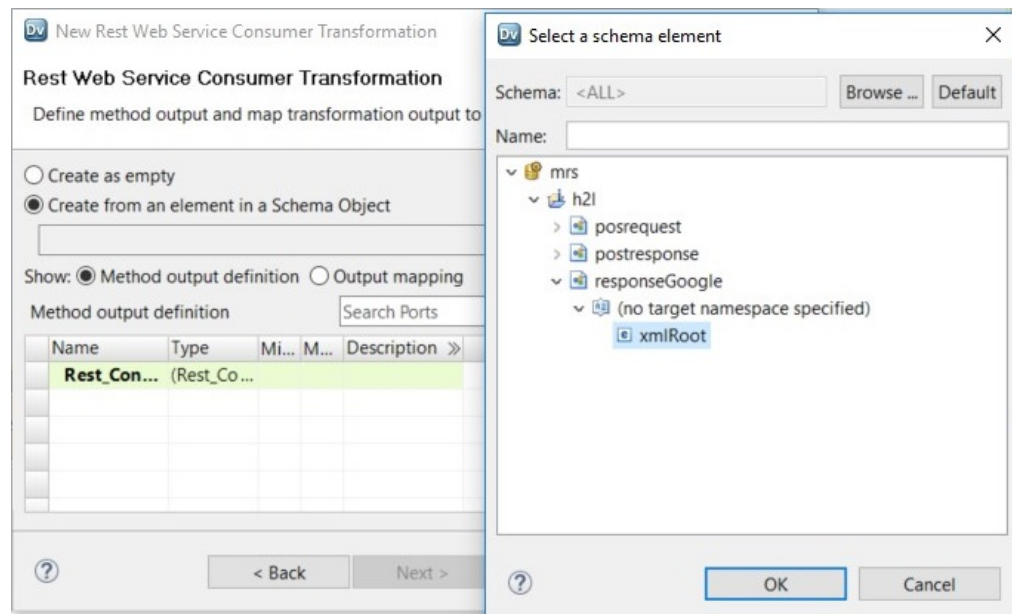 Dv New Rest Web Service Consumer Transformation
Rest Web Service Consumer Transformation
Define method output and map transformation output to
Create as empty
Create from an element in a Schema Object
Show: Method output definition Output mapping
Method output definition Search Ports
Name Type Mi... M... Description »
Rest_Con... (Rest_Co...
? < Back Next >
Dv Select a schema element
Schema: <ALL> Browse ... Default
Name:
mrs
h2l
posrequest
postresponse
responseGoogle
(no target namespace specified)
e xmlRoot
? OK Cancel